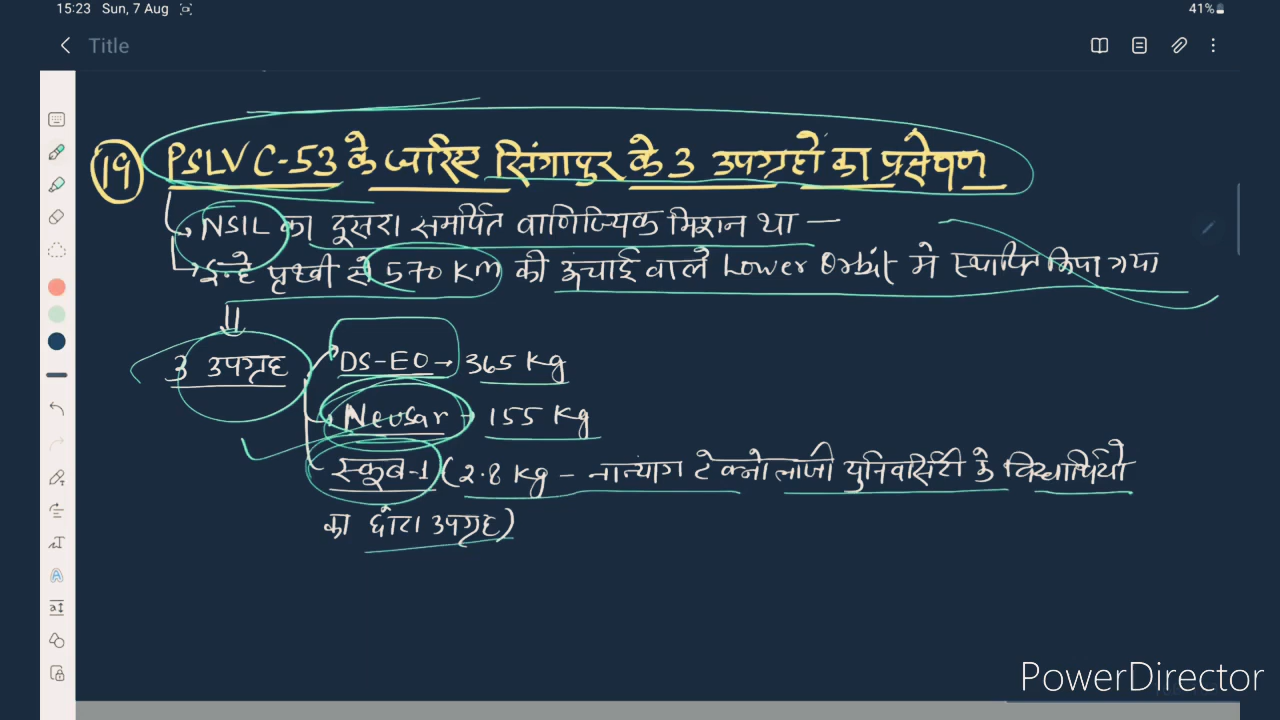 15:23 Sun, 7 Aug
41%
Title
19 PSLV C-53 के जरिए सिंगापुर के 3 उपग्रहो का प्रक्षेपण
NSIL का दूसरा समर्पित वाणिज्यिक मिशन था —
इन्हे पृथ्वी से 570 KM की ऊंचाई वाले Lower Orbit मे स्थापित किया गया
3 उपग्रह
DS-EO → 365 Kg
Neusar → 155 Kg
स्कूब-1 (2.8 Kg – नान्याग टेक्नोलॉजी युनिवर्सिटी के विद्यार्थियो
का छोटा उपग्रह)
PowerDirector